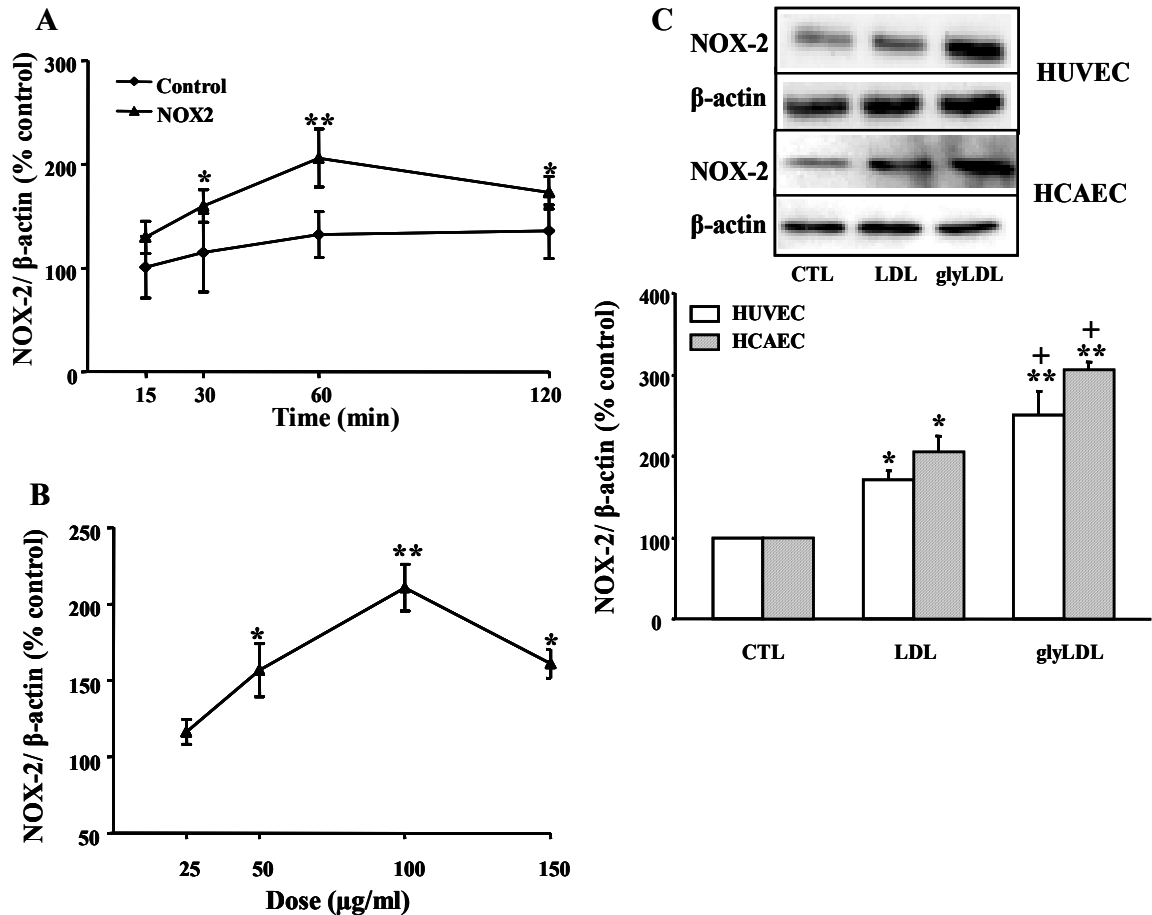 A
NOX-2/ β-actin (% control)
300
200
100
0
Control
NOX2
*
**
*
15 30 60 120
Time (min)
B
NOX-2/ β-actin (% control)
250
200
150
100
50
*
**
*
25 50 100 150
Dose (µg/ml)
C
NOX-2
β-actin
HUVEC
NOX-2
β-actin
HCAEC
CTL LDL glyLDL
NOX-2/ β-actin (% control)
400
300
200
100
0
HUVEC
HCAEC
*
*
+
**
+
**
CTL LDL glyLDL